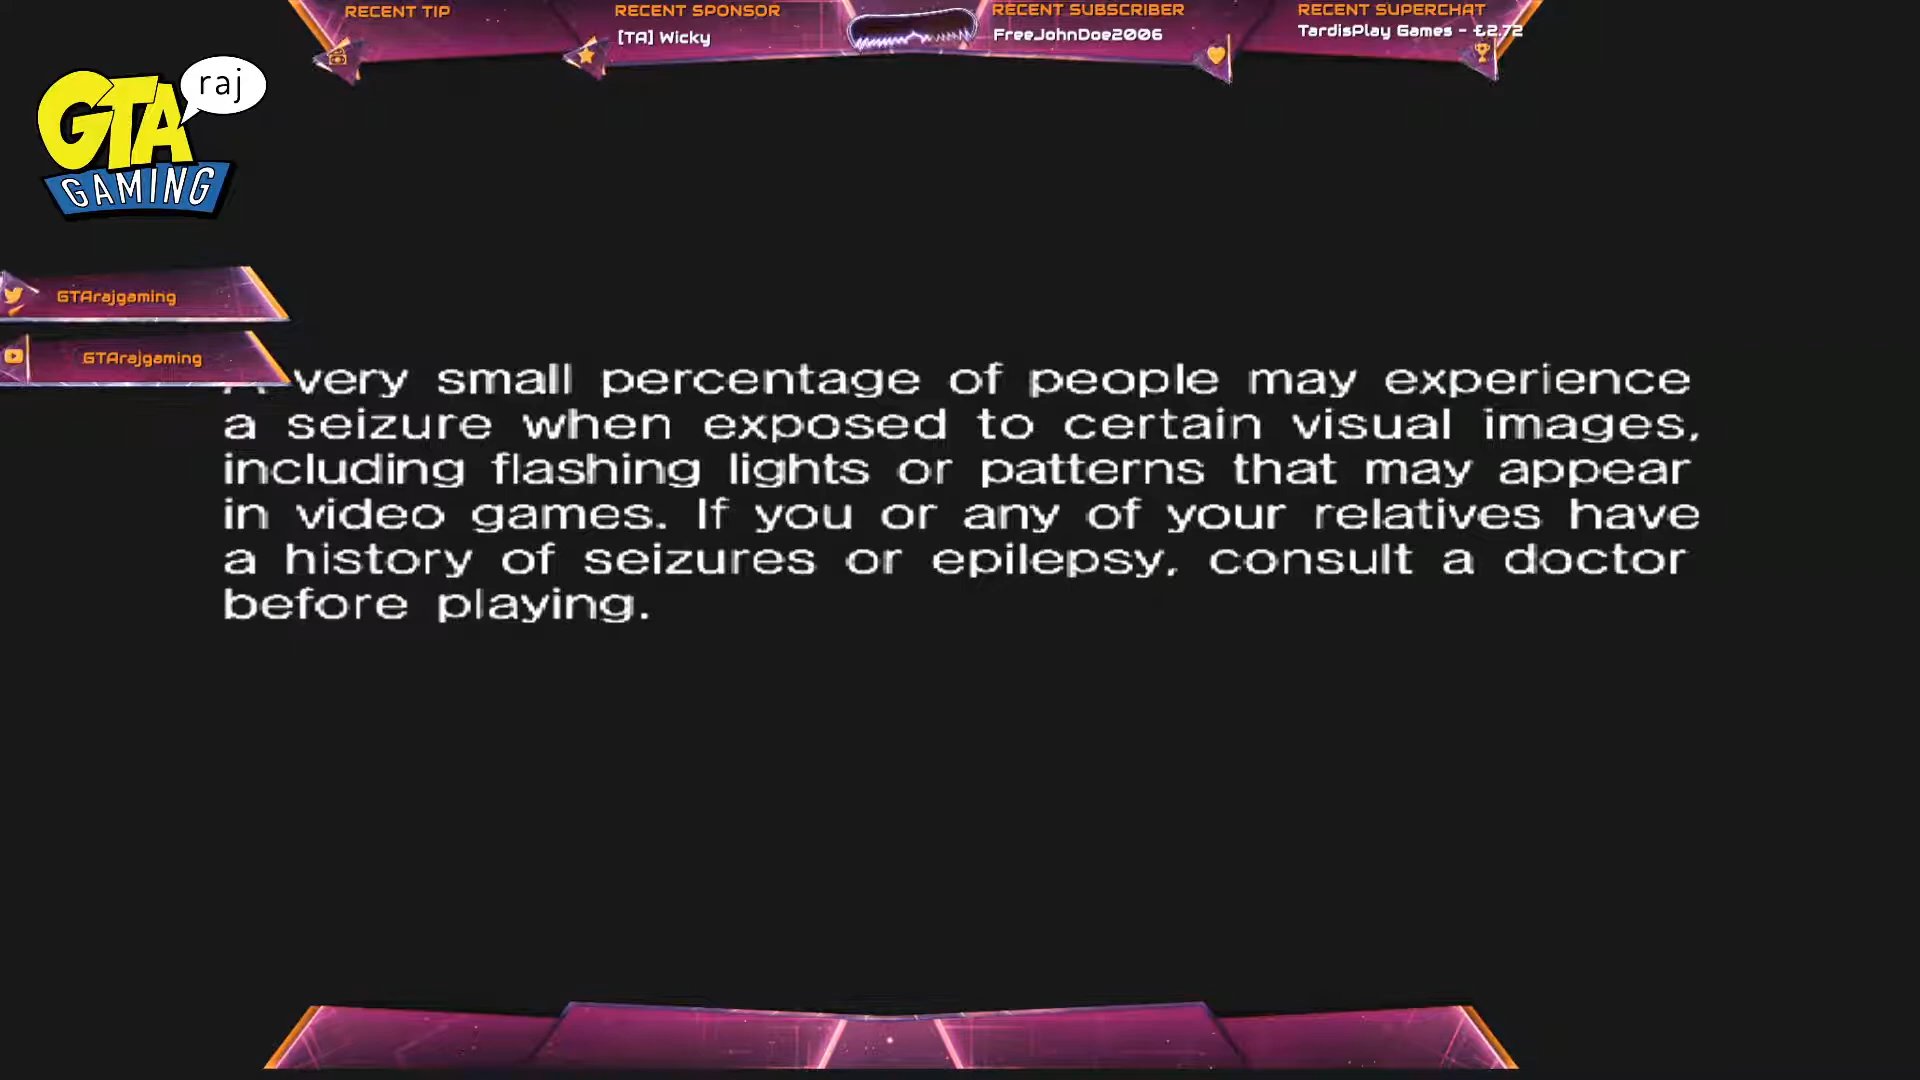 RECENT TIP
RECENT SPONSOR
[TA] Wicky
RECENT SUBSCRIBER
FreeJohnDoe2006
RECENT SUPERCHAT
TardisPlay Games - £2.72
raj
GTA
GAMING
GTArajgaming
GTArajgaming
A very small percentage of people may experience
a seizure when exposed to certain visual images,
including flashing lights or patterns that may appear
in video games. If you or any of your relatives have
a history of seizures or epilepsy, consult a doctor
before playing.